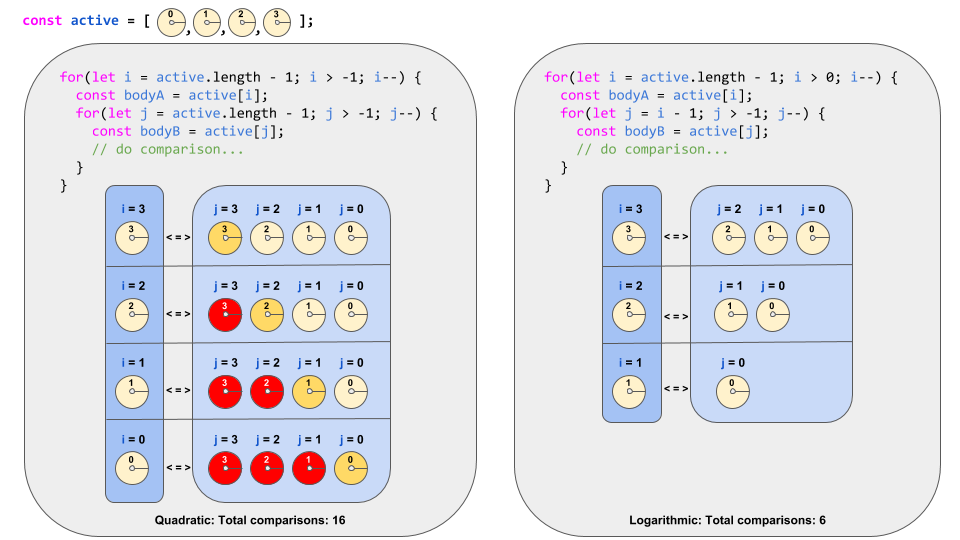 const active = [ 0 , 1 , 2 , 3 ];
for(let i = active.length - 1; i > -1; i--) {
const bodyA = active[i];
for(let j = active.length - 1; j > -1; j--) {
const bodyB = active[j];
// do comparison...
}
}
i = 3 j = 3 j = 2 j = 1 j = 0
3 < = > 3 2 1 0
i = 2 j = 3 j = 2 j = 1 j = 0
2 < = > 3 2 1 0
i = 1 j = 3 j = 2 j = 1 j = 0
1 < = > 3 2 1 0
i = 0 j = 3 j = 2 j = 1 j = 0
0 < = > 3 2 1 0
Quadratic: Total comparisons: 16
for(let i = active.length - 1; i > 0; i--) {
const bodyA = active[i];
for(let j = i - 1; j > -1; j--) {
const bodyB = active[j];
// do comparison...
}
}
i = 3 j = 2 j = 1 j = 0
3 < = > 2 1 0
i = 2 j = 1 j = 0
2 < = > 1 0
i = 1 j = 0
1 < = > 0
Logarithmic: Total comparisons: 6